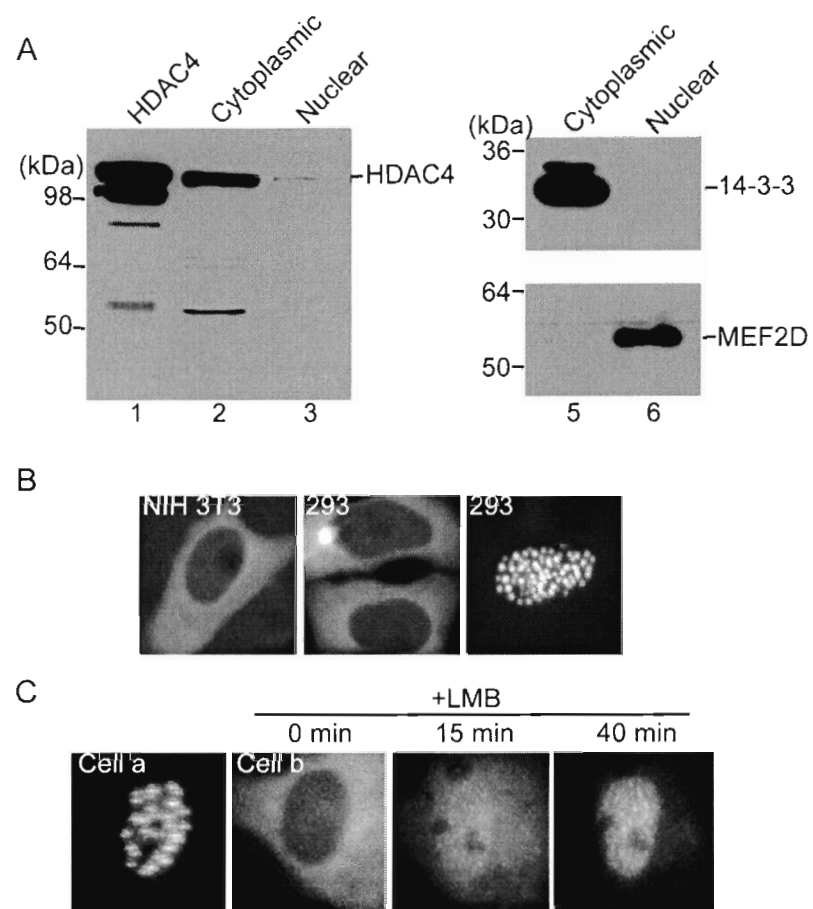 A
HDAC4
Cytoplasmic
Nuclear
(kDa)
98
64
50
HDAC4
1 2 3
Cytoplasmic
Nuclear
(kDa)
36
30
14-3-3
64
50
MEF2D
5 6
B
NIH 3T3 293 293
C
+LMB
0 min 15 min 40 min
Cell a Cell b